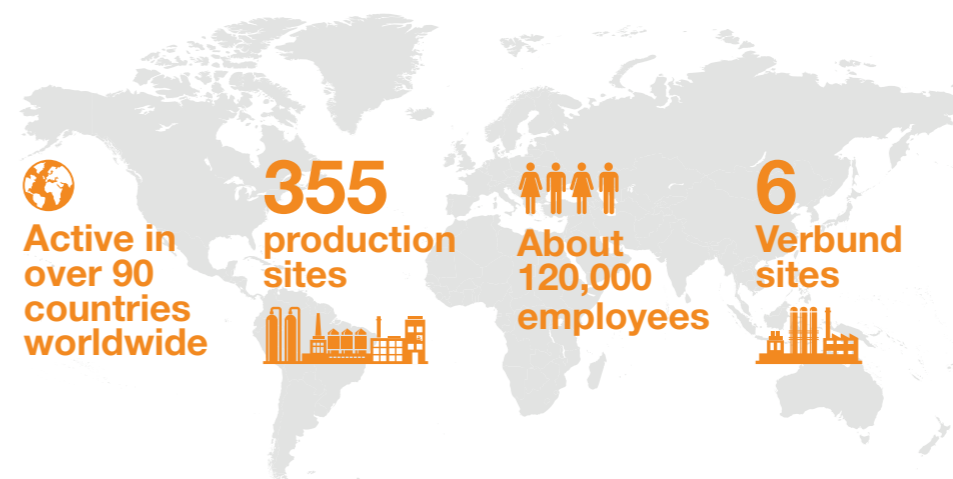 Active in
over 90
countries
worldwide
355
production
sites
About
120,000
employees
6
Verbund
sites